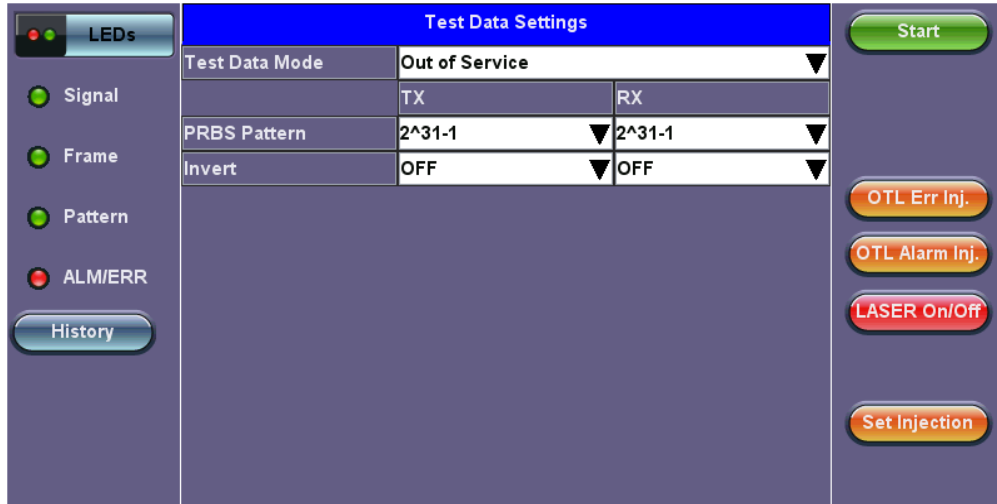 LEDs
Signal
Frame
Pattern
ALM/ERR
History
Test Data Settings
Test Data Mode Out of Service
TX RX
PRBS Pattern 2^31-1 2^31-1
Invert OFF OFF
Start
OTL Err Inj.
OTL Alarm Inj.
LASER On/Off
Set Injection